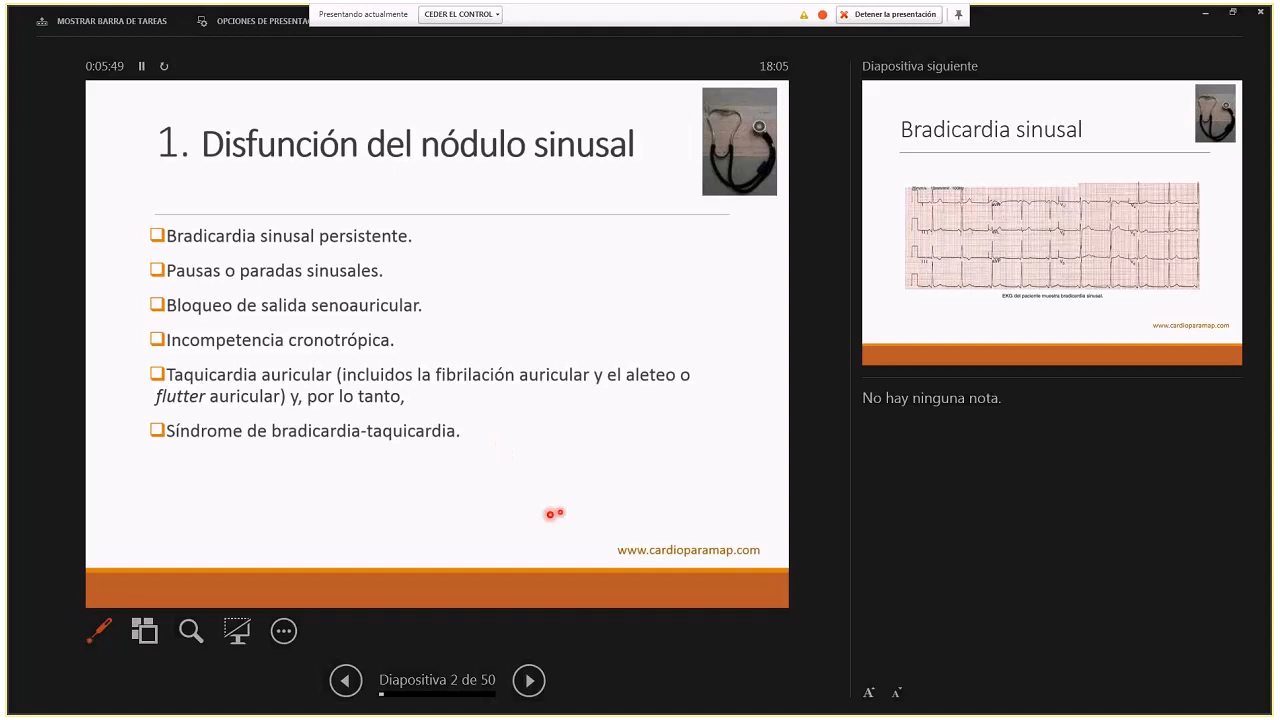 MOSTRAR BARRA DE TAREAS
OPCIONES DE PRESENTA
Presentando actualmente
CEDER EL CONTROL
Detener la presentación
0:05:49
18:05
1. Disfunción del nódulo sinusal
Bradicardia sinusal persistente.
Pausas o paradas sinusales.
Bloqueo de salida senoauricular.
Incompetencia cronotrópica.
Taquicardia auricular (incluidos la fibrilación auricular y el aleteo o
flutter auricular) y, por lo tanto,
Síndrome de bradicardia-taquicardia.
www.cardioparamap.com
Diapositiva 2 de 50
Diapositiva siguiente
Bradicardia sinusal
EKG del paciente muestra bradicardia sinusal.
www.cardioparamap.com
No hay ninguna nota.
A A